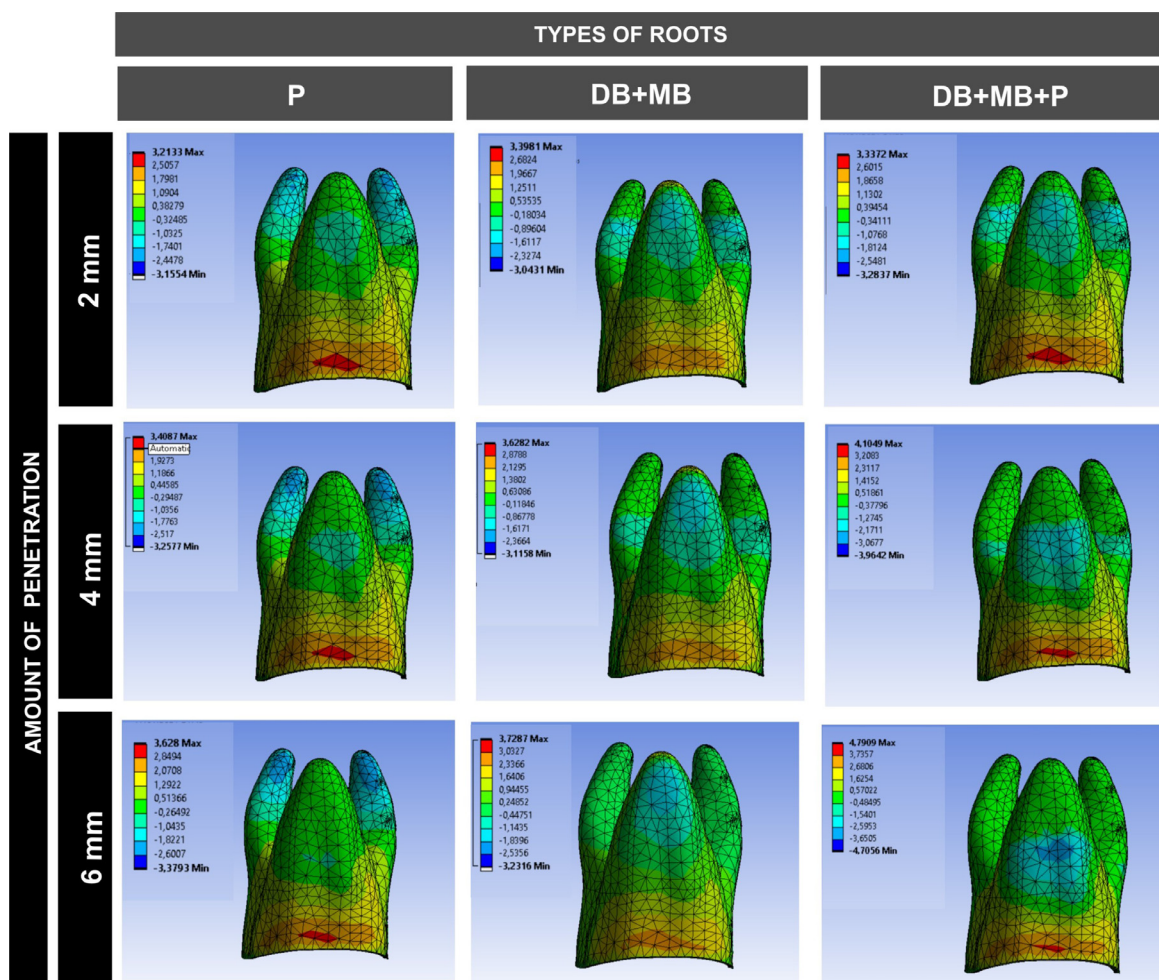 TYPES OF ROOTS
P
DB+MB
DB+MB+P
AMOUNT OF PENETRATION
2 mm
3,2133 Max
2,5057
1,7981
1,0904
0,38279
-0,32485
-1,0325
-1,7401
-2,4478
-3,1554 Min
3,3981 Max
2,6824
1,9667
1,2511
0,53535
-0,18034
-0,89604
-1,6117
-2,3274
-3,0431 Min
3,3372 Max
2,6015
1,8658
1,1302
0,39454
-0,34111
-1,0768
-1,8124
-2,5481
-3,2837 Min
4 mm
3,4087 Max
Automatic
1,9273
1,1866
0,44585
-0,29487
-1,0356
-1,7763
-2,517
-3,2577 Min
3,6282 Max
2,8788
2,1295
1,3802
0,63086
-0,11846
-0,86778
-1,6171
-2,3664
-3,1158 Min
4,1049 Max
3,2083
2,3117
1,4152
0,51861
-0,37796
-1,2745
-2,1711
-3,0677
-3,9642 Min
6 mm
3,628 Max
2,8494
2,0708
1,2922
0,51366
-0,26492
-1,0435
-1,8221
-2,6007
-3,3793 Min
3,7287 Max
3,0327
2,3366
1,6406
0,94455
0,24852
-0,44751
-1,1435
-1,8396
-2,5356
-3,2316 Min
4,7909 Max
3,7357
2,6806
1,6254
0,57022
-0,48495
-1,5401
-2,5953
-3,6505
-4,7056 Min